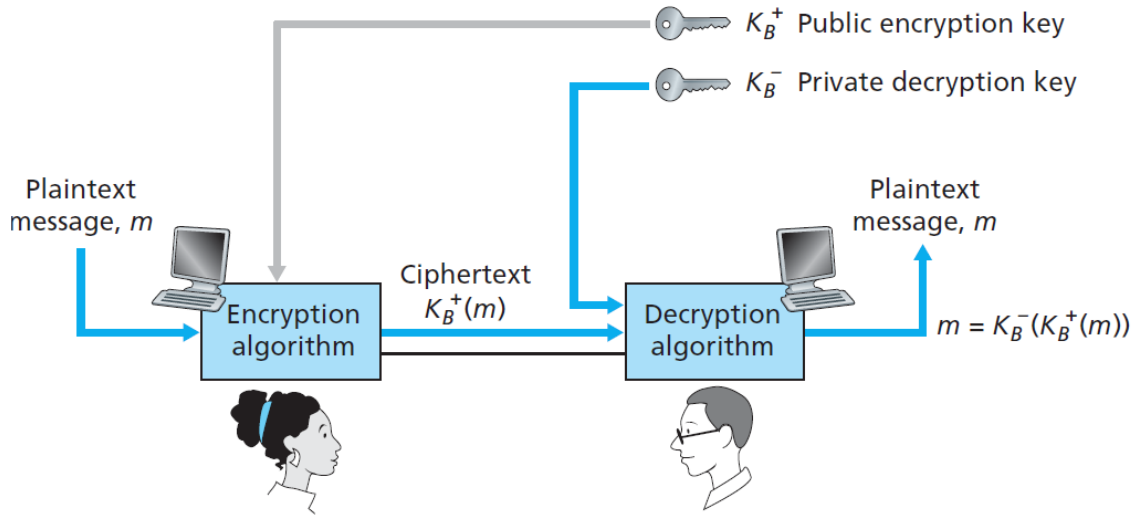 K_B^+ Public encryption key
K_B^- Private decryption key
Plaintext
message, m
Plaintext
message, m
Ciphertext
K_B^+(m)
Encryption
algorithm
Decryption
algorithm
m = K_B^-(K_B^+(m))